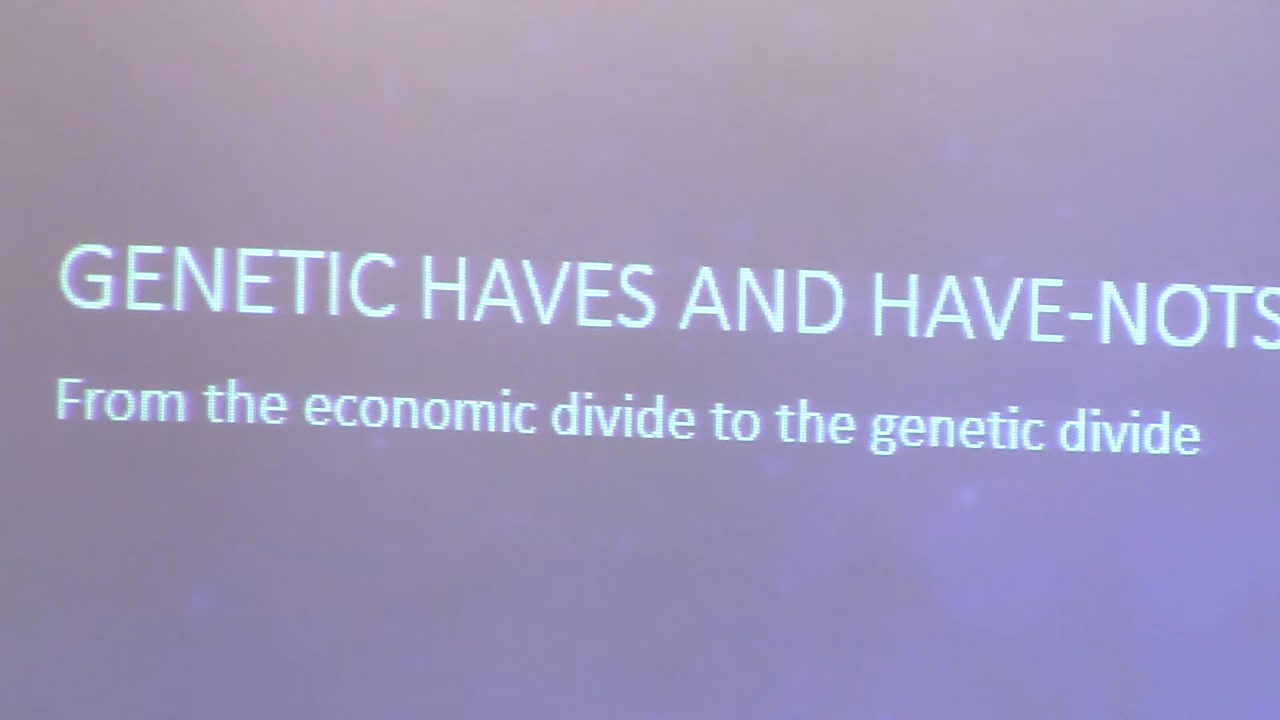 GENETIC HAVES AND HAVE-NOTS
From the economic divide to the genetic divide